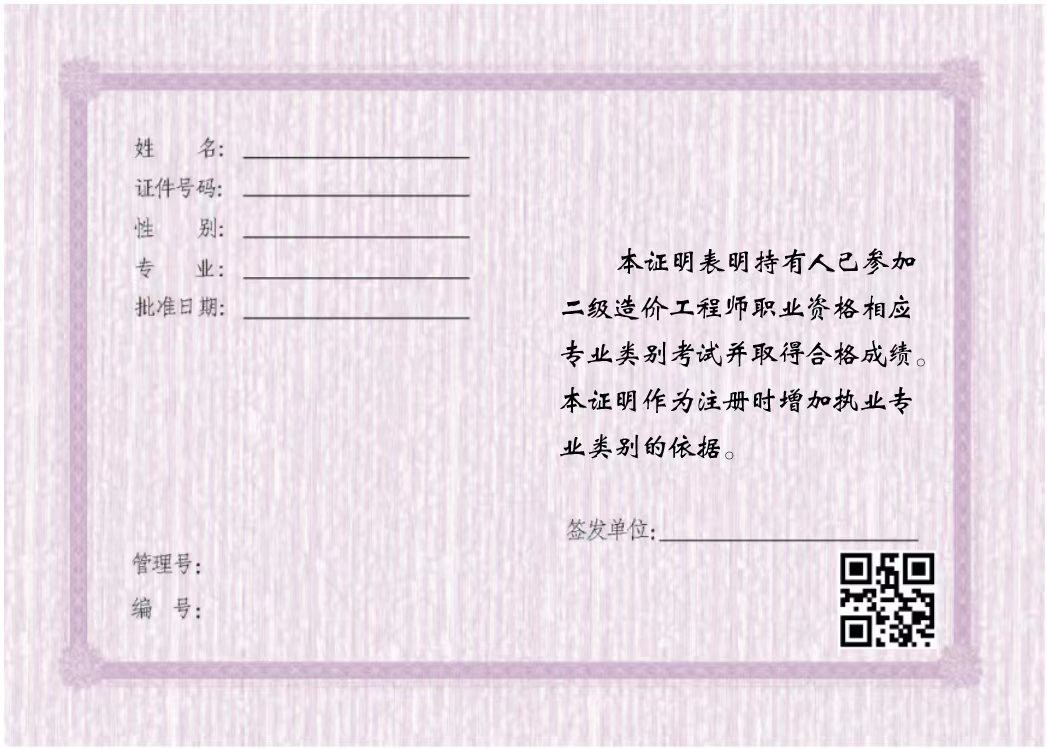 姓 名:
证件号码:
性 别:
专 业:
批准日期:
本证明表明持有人已参加
二级造价工程师职业资格相应
专业类别考试并取得合格成绩。
本证明作为注册时增加执业专
业类别的依据。
签发单位:
管理号:
编 号: